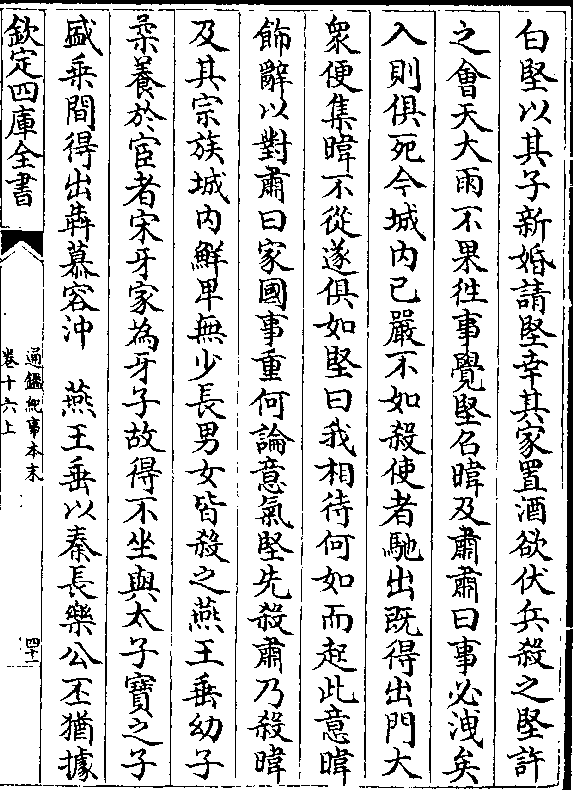 白堅以其子新婚請堅幸其家置酒欲伏兵殺之堅許
之會天大雨不果徃事覺堅名暐及肅肅曰事必洩矣
入則俱死今城内已嚴不如殺使者馳出既得出門大
衆便集暐不從遂俱如堅曰我相待何如而起此意暐
飾辭以對肅曰家國事重何論意氣堅先殺肅乃殺暐
及其宗族城内鮮卑無少長男女皆殺之燕王垂幼子
柔養於宦者宋牙家為牙子故得不坐與太子寶之子
盛乘間得出犇慕容沖　燕王垂以秦長樂公丕猶據
欽定四庫全書
通鑑紀事本末
卷十六上
四十一